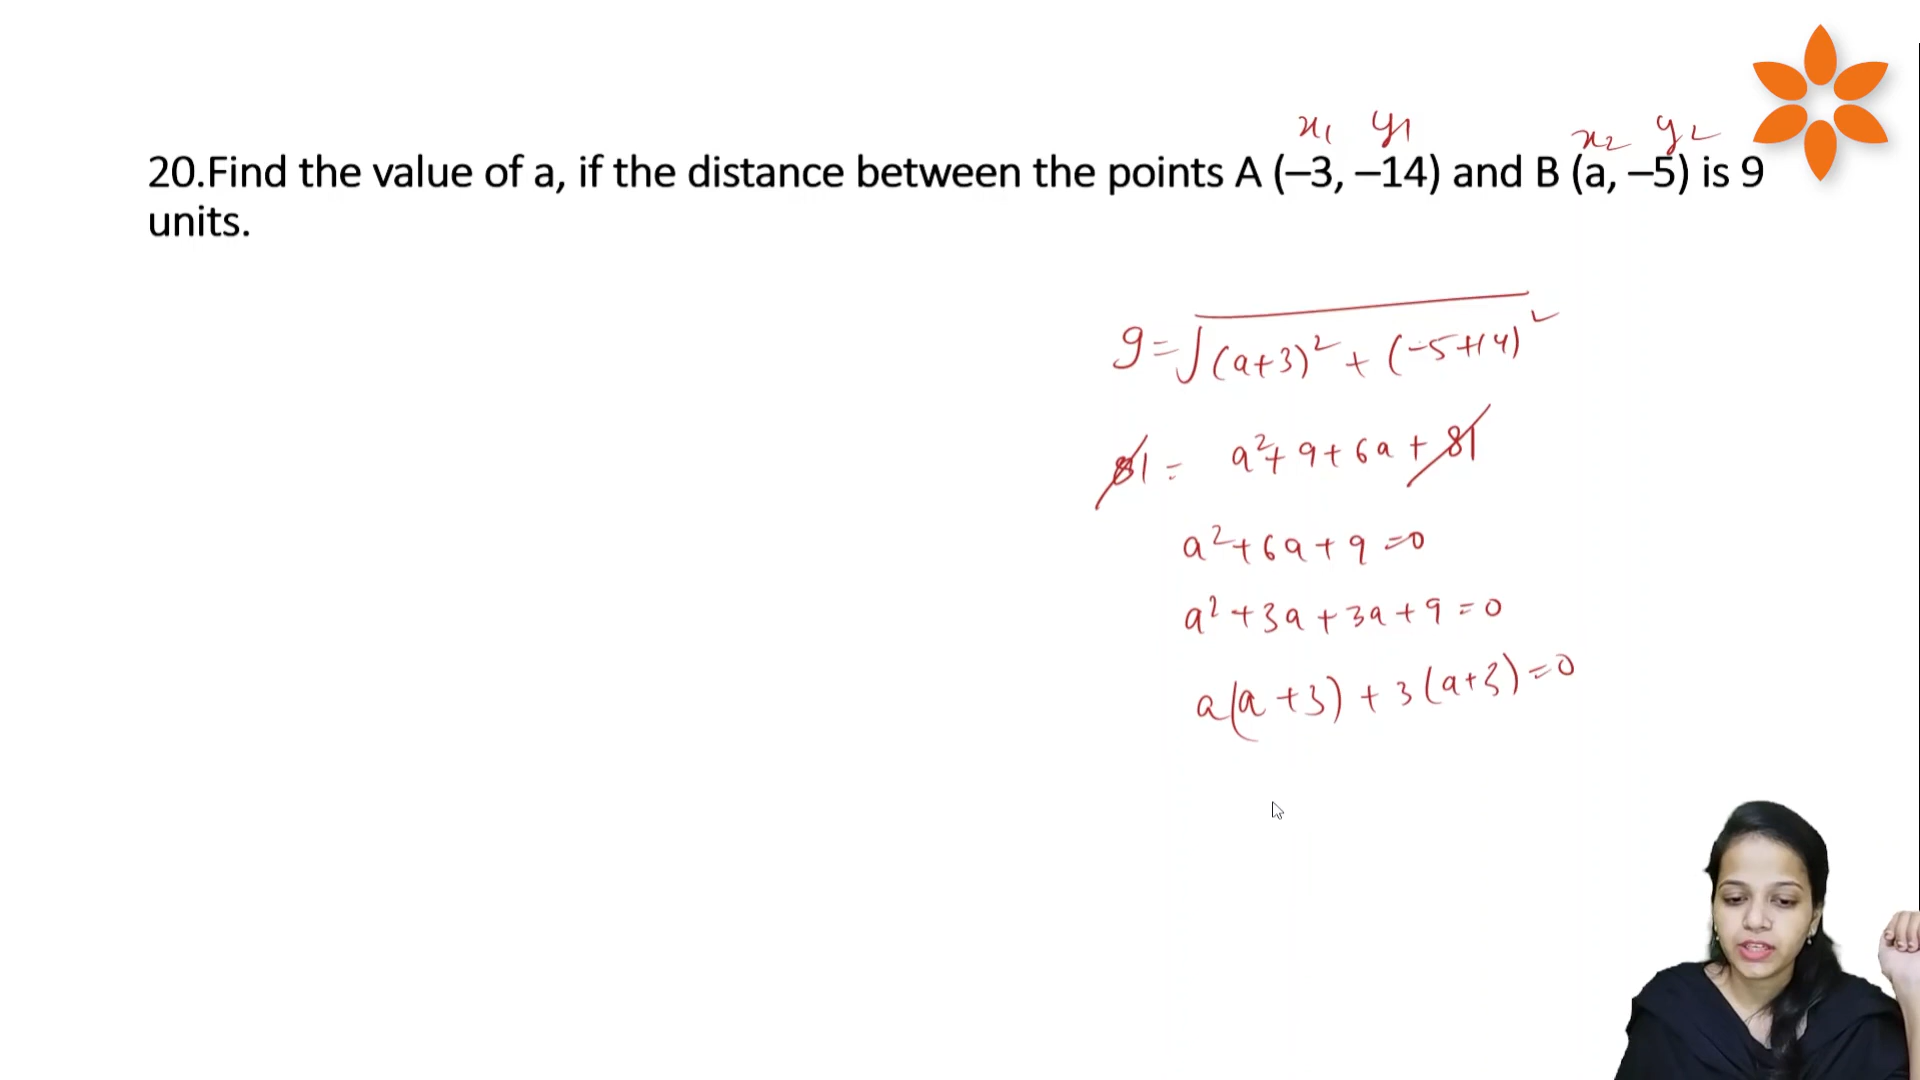 x₁ y₁ x₂ y₂
20.Find the value of a, if the distance between the points A (–3, –14) and B (a, –5) is 9
units.
9=√(a+3)² + (-5+14)²
81 = a²+9+6a+81
a²+6a+9=0
a²+3a+3a+9=0
a(a+3)+3(a+3)=0